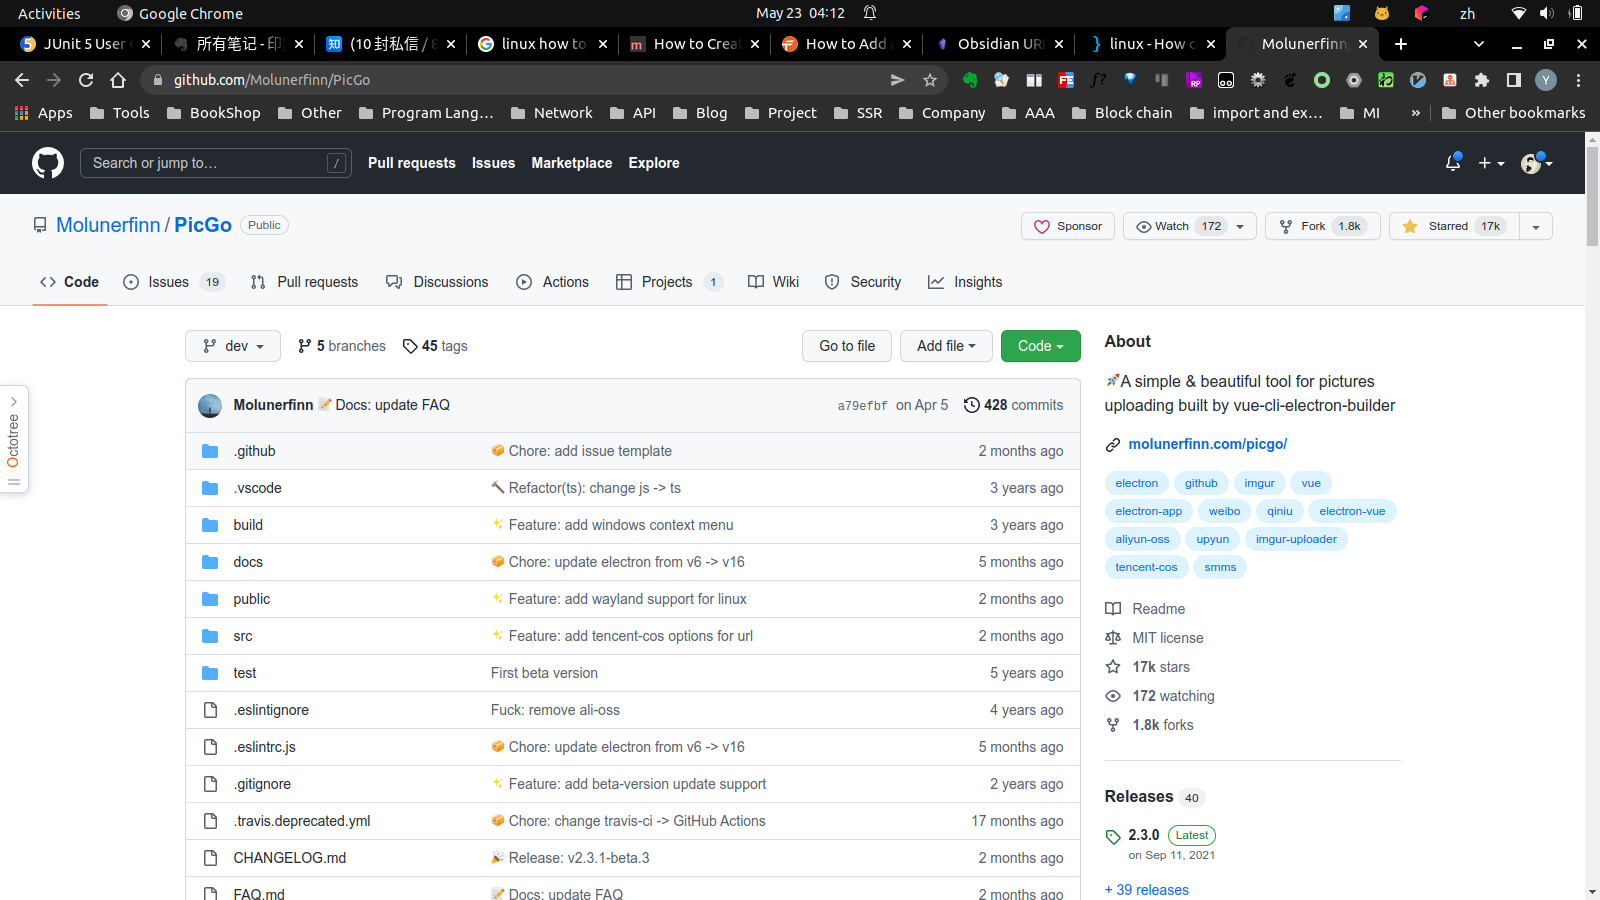 Activities
Google Chrome
May 23 04:12
zh
JUnit 5 User
所有笔记 - 印
知 (10 封私信 / 8
linux how to
How to Crea
How to Add
Obsidian URI
linux - How c
Molunerfinn
github.com/Molunerfinn/PicGo
Apps
Tools
BookShop
Other
Program Lang…
Network
API
Blog
Project
SSR
Company
AAA
Block chain
import and ex…
MI
»
Other bookmarks
Search or jump to…
/
Pull requests
Issues
Marketplace
Explore
Molunerfinn / PicGo Public
Sponsor
Watch 172
Fork 1.8k
Starred 17k
Code
Issues 19
Pull requests
Discussions
Actions
Projects 1
Wiki
Security
Insights
dev
5 branches
45 tags
Go to file
Add file
Code
Octotree
Molunerfinn 📝 Docs: update FAQ a79efbf on Apr 5 428 commits
.github 📦 Chore: add issue template 2 months ago
.vscode 🔨 Refactor(ts): change js -> ts 3 years ago
build ✨ Feature: add windows context menu 3 years ago
docs 📦 Chore: update electron from v6 -> v16 5 months ago
public ✨ Feature: add wayland support for linux 2 months ago
src ✨ Feature: add tencent-cos options for url 2 months ago
test First beta version 5 years ago
.eslintignore Fuck: remove ali-oss 4 years ago
.eslintrc.js 📦 Chore: update electron from v6 -> v16 5 months ago
.gitignore ✨ Feature: add beta-version update support 2 years ago
.travis.deprecated.yml 📦 Chore: change travis-ci -> GitHub Actions 17 months ago
CHANGELOG.md 🎉 Release: v2.3.1-beta.3 2 months ago
FAQ.md 📝 Docs: update FAQ 2 months ago
About
🚀A simple & beautiful tool for pictures
uploading built by vue-cli-electron-builder
molunerfinn.com/picgo/
electron github imgur vue
electron-app weibo qiniu electron-vue
aliyun-oss upyun imgur-uploader
tencent-cos smms
Readme
MIT license
17k stars
172 watching
1.8k forks
Releases 40
2.3.0 Latest
on Sep 11, 2021
+ 39 releases